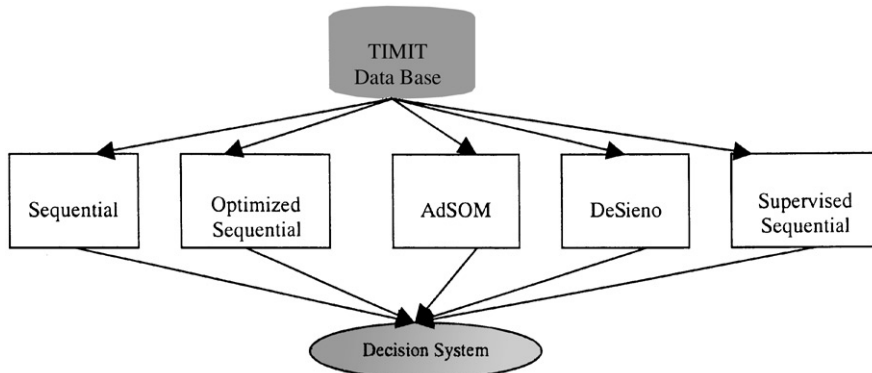 TIMIT
Data Base
Sequential
Optimized
Sequential
AdSOM
DeSieno
Supervised
Sequential
Decision System